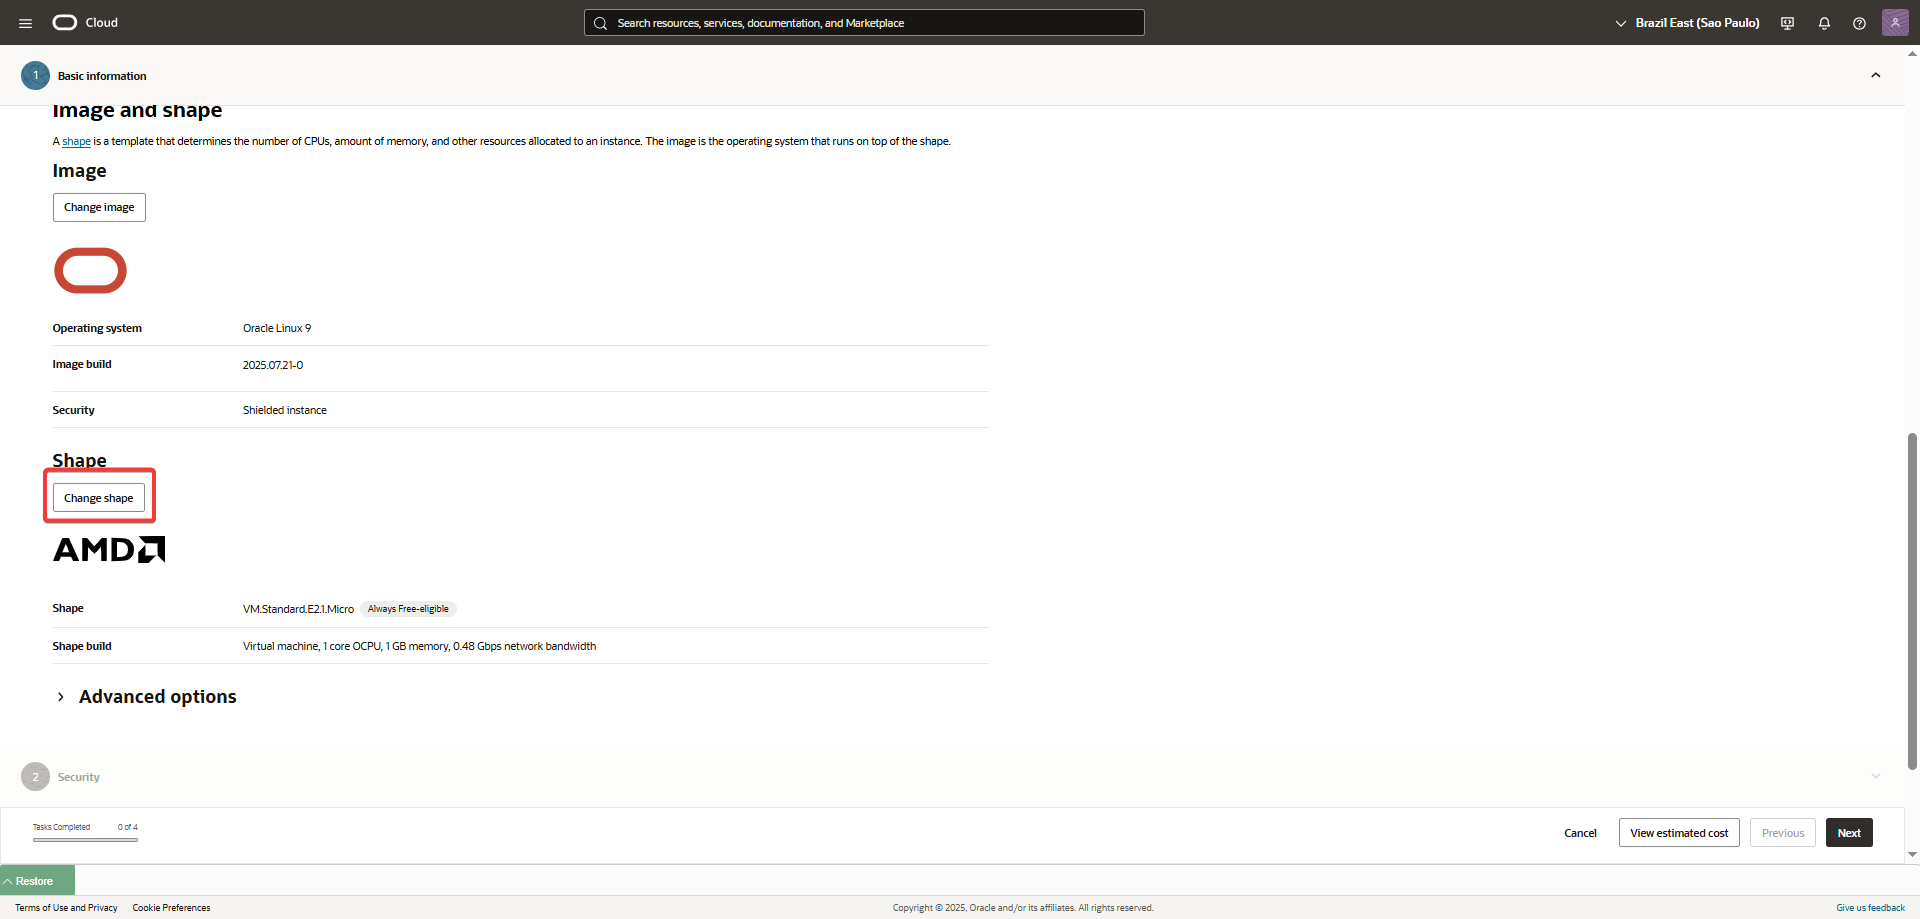 Cloud
Search resources, services, documentation, and Marketplace
Brazil East (Sao Paulo)
1
Basic information
Image and shape
A shape is a template that determines the number of CPUs, amount of memory, and other resources allocated to an instance. The image is the operating system that runs on top of the shape.
Image
Change image
Operating system Oracle Linux 9
Image build 2025.07.21-0
Security Shielded instance
Shape
Change shape
AMD
Shape VM.Standard.E2.1.Micro Always Free-eligible
Shape build Virtual machine, 1 core OCPU, 1 GB memory, 0.48 Gbps network bandwidth
Advanced options
2
Security
Tasks Completed 0 of 4
Cancel
View estimated cost
Previous
Next
Restore
Terms of Use and Privacy
Cookie Preferences
Copyright © 2025, Oracle and/or its affiliates. All rights reserved.
Give us feedback